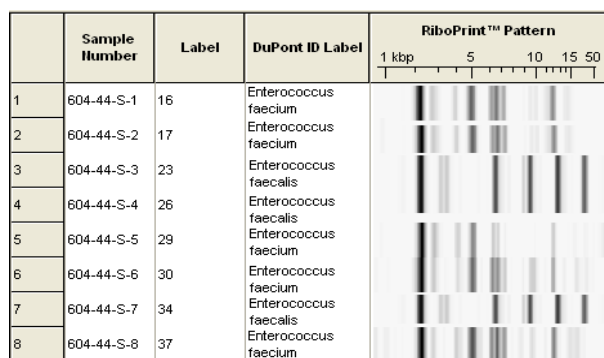 Sample Number Label DuPont ID Label RiboPrint™ Pattern
1 kbp 5 10 15 50
1 604-44-S-1 16 Enterococcus faecium
2 604-44-S-2 17 Enterococcus faecium
3 604-44-S-3 23 Enterococcus faecalis
4 604-44-S-4 26 Enterococcus faecalis
5 604-44-S-5 29 Enterococcus faecium
6 604-44-S-6 30 Enterococcus faecium
7 604-44-S-7 34 Enterococcus faecalis
8 604-44-S-8 37 Enterococcus faecium